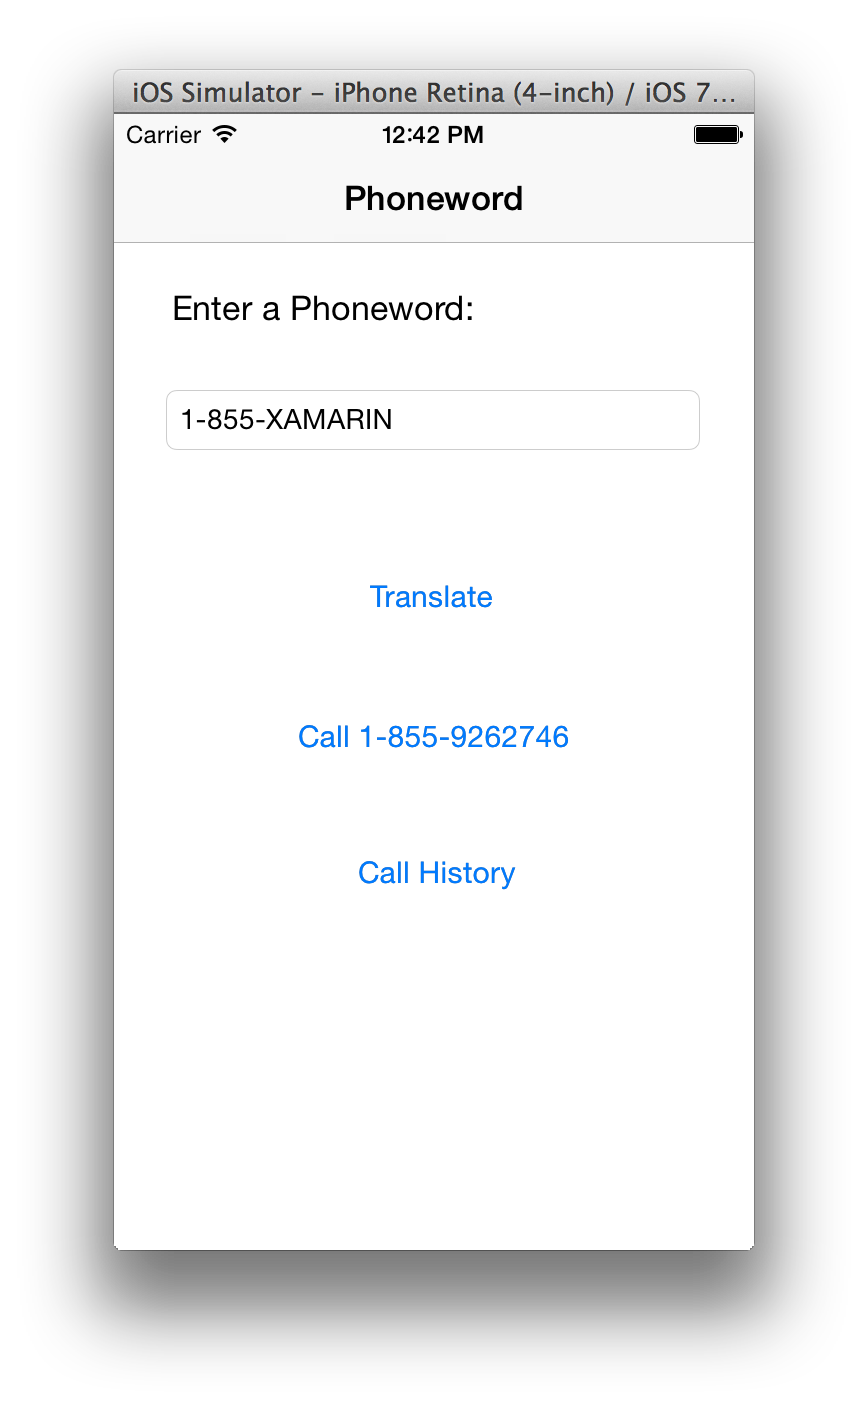 iOS Simulator – iPhone Retina (4-inch) / iOS 7...
Carrier 12:42 PM
Phoneword
Enter a Phoneword:
1-855-XAMARIN
Translate
Call 1-855-9262746
Call History